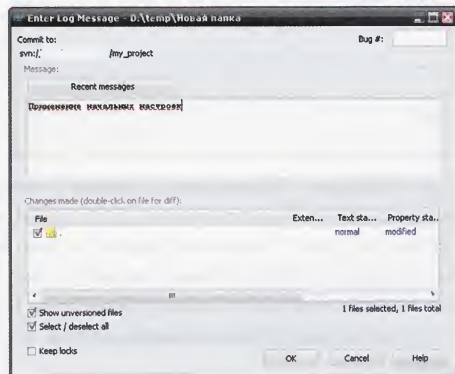 Enter Log Message - D:\temp\Новая папка
Commit to:
Bug #:
svn:/. /my_project
Message:
Recent messages
Применение начальных настроек
Changes made (double-click on file for diff):
File Exten... Text sta... Property sta..
. normal modified
Show unversioned files
1 files selected, 1 files total
Select / deselect all
Keep locks
OK Cancel Help